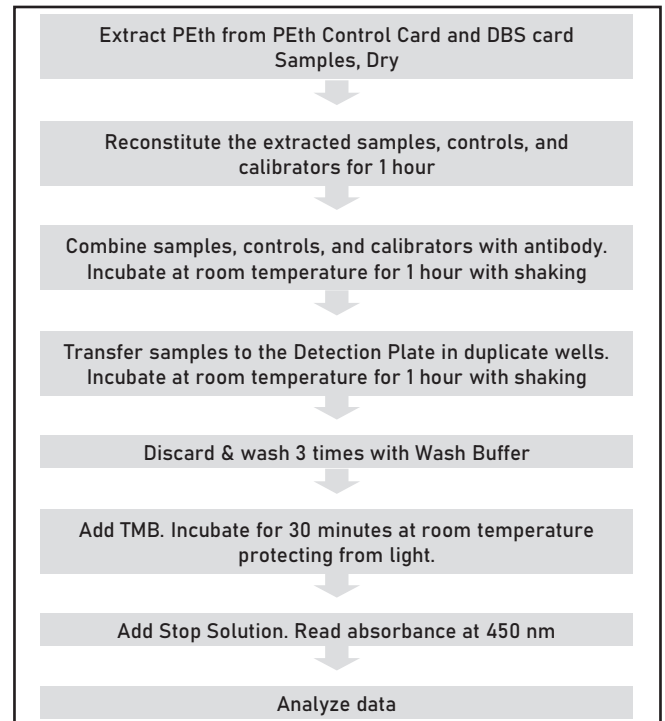 Extract PEth from PEth Control Card and DBS card
Samples, Dry
Reconstitute the extracted samples, controls, and
calibrators for 1 hour
Combine samples, controls, and calibrators with antibody.
Incubate at room temperature for 1 hour with shaking
Transfer samples to the Detection Plate in duplicate wells.
Incubate at room temperature for 1 hour with shaking
Discard & wash 3 times with Wash Buffer
Add TMB. Incubate for 30 minutes at room temperature
protecting from light.
Add Stop Solution. Read absorbance at 450 nm
Analyze data